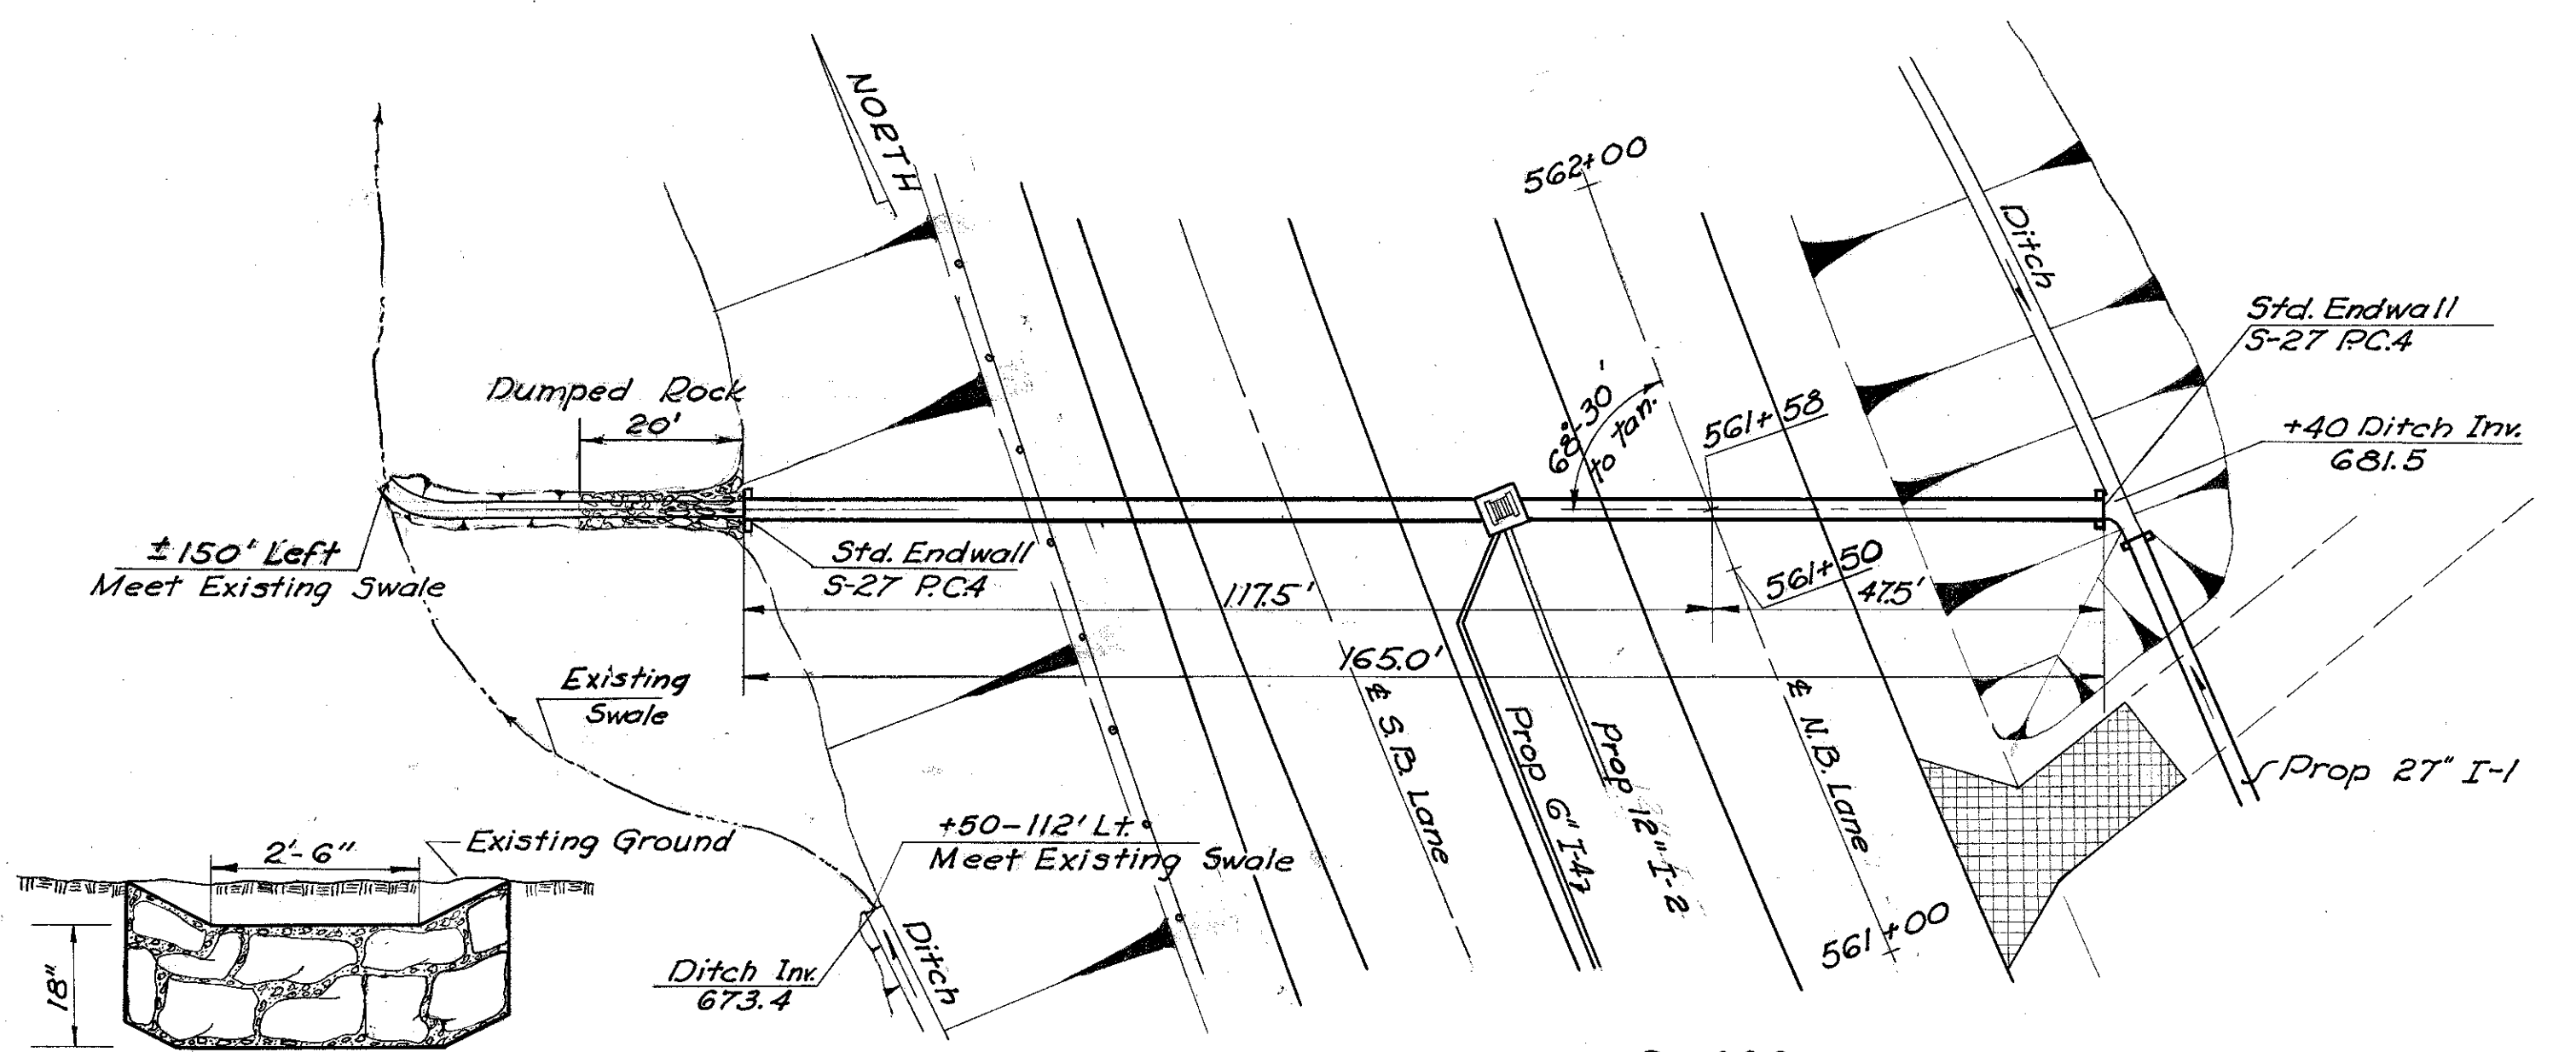 NORTH
562+00
Ditch
Std. Endwall
S-27 P.C.4
Dumped Rock
20'
68°-30'
to tan.
561+58
+40 Ditch Inv.
681.5
± 150' Left
Meet Existing Swale
Std. Endwall
S-27 P.C.4
117.5'
561+50
47.5'
165.0'
Existing
Swale
℄ S.B. Lane
Prop 6" I-47
Prop 12" I-2
℄ N.B. Lane
Prop 27" I-1
+50-112' Lt.
Meet Existing Swale
2'-6"
Existing Ground
18"
Ditch Inv.
673.4
Ditch
561+00